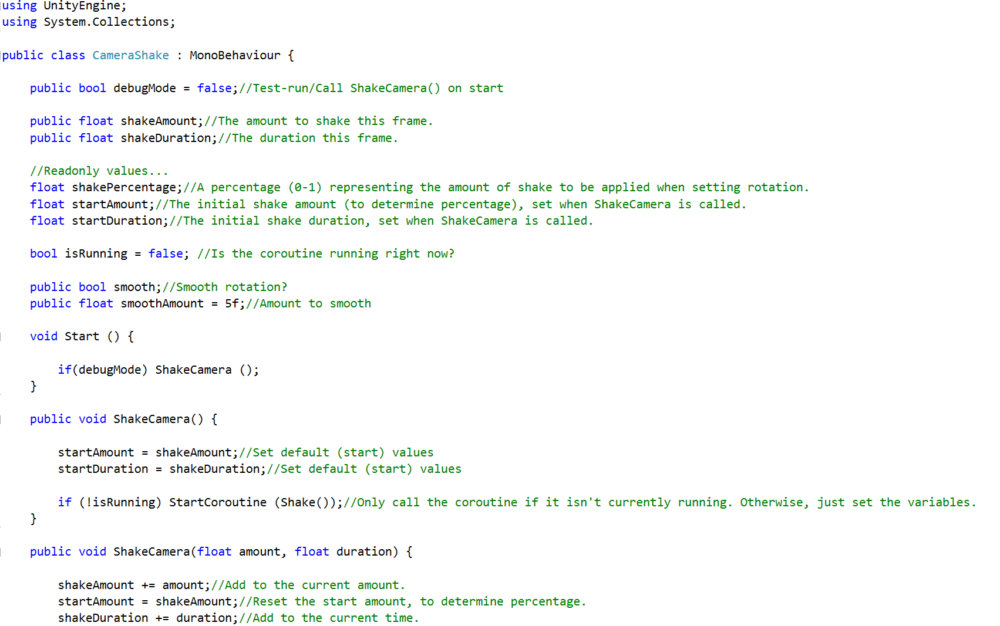 using UnityEngine;
using System.Collections;
public class CameraShake : MonoBehaviour {
public bool debugMode = false;//Test-run/Call ShakeCamera() on start
public float shakeAmount;//The amount to shake this frame.
public float shakeDuration;//The duration this frame.
//Readonly values...
float shakePercentage;//A percentage (0-1) representing the amount of shake to be applied when setting rotation.
float startAmount;//The initial shake amount (to determine percentage), set when ShakeCamera is called.
float startDuration;//The initial shake duration, set when ShakeCamera is called.
bool isRunning = false; //Is the coroutine running right now?
public bool smooth;//Smooth rotation?
public float smoothAmount = 5f;//Amount to smooth
void Start () {
if(debugMode) ShakeCamera ();
}
public void ShakeCamera() {
startAmount = shakeAmount;//Set default (start) values
startDuration = shakeDuration;//Set default (start) values
if (!isRunning) StartCoroutine (Shake());//Only call the coroutine if it isn't currently running. Otherwise, just set the variables.
}
public void ShakeCamera(float amount, float duration) {
shakeAmount += amount;//Add to the current amount.
startAmount = shakeAmount;//Reset the start amount, to determine percentage.
shakeDuration += duration;//Add to the current time.